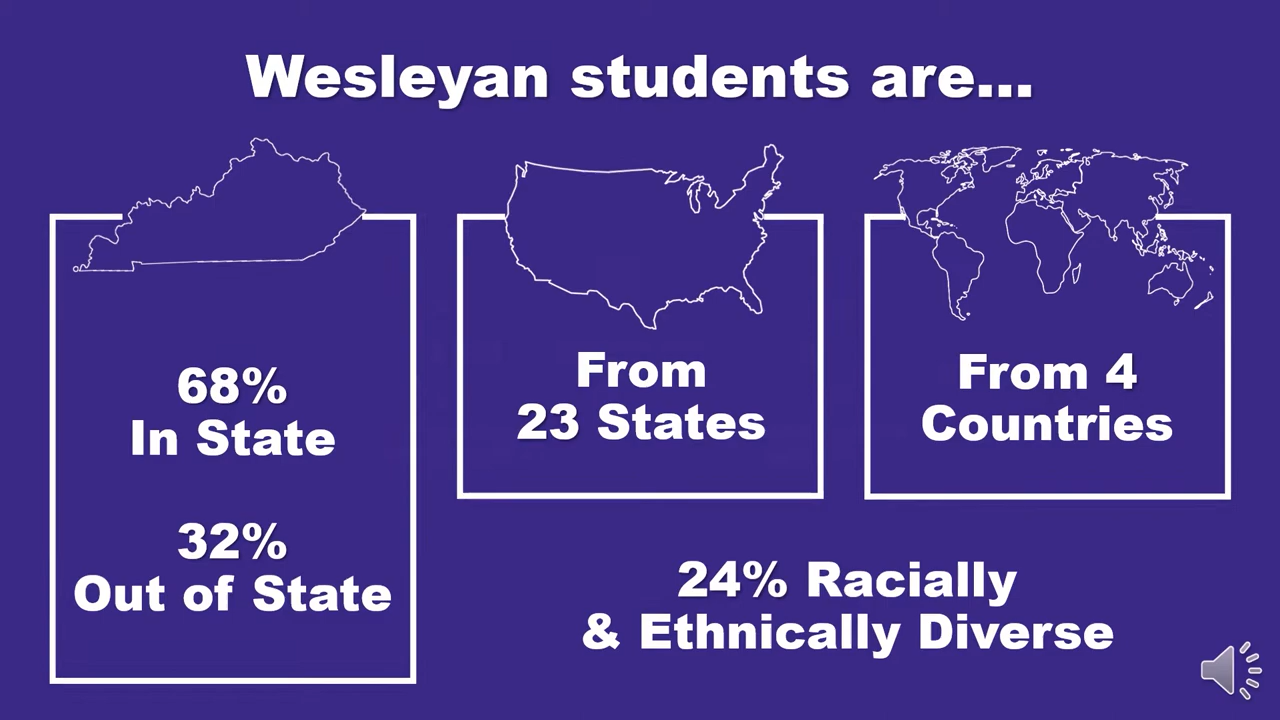 Wesleyan students are...
68%
In State
32%
Out of State
From
23 States
From 4
Countries
24% Racially
& Ethnically Diverse